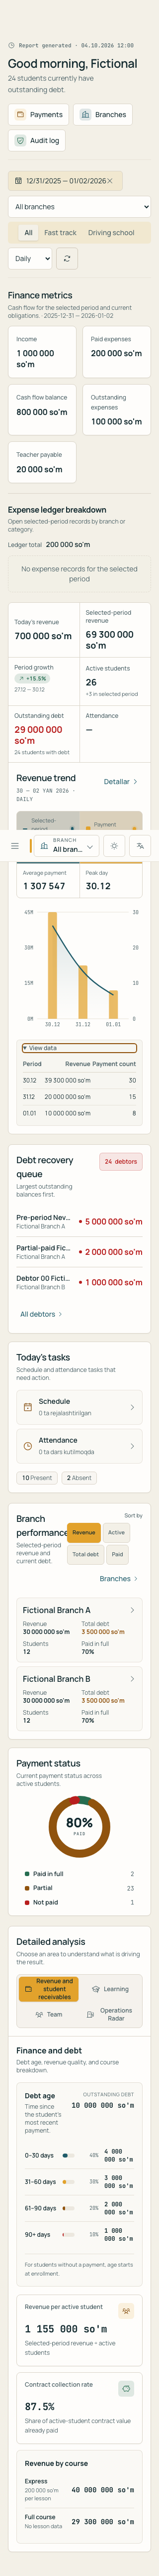 Report generated · 04.10.2026 12:00
Good morning, Fictional
24 students currently have
outstanding debt.
Payments
Branches
Audit log
12/31/2025 — 01/02/2026
All branches
All
Fast track
Driving school
Daily
Finance metrics
Cash flow for the selected period and current
obligations. · 2025-12-31 — 2026-01-02
Income
1 000 000
so'm
Paid expenses
200 000 so'm
Cash flow balance
800 000 so'm
Outstanding
expenses
100 000 so'm
Teacher payable
20 000 so'm
Expense ledger breakdown
Open selected-period records by branch or
category.
Ledger total 200 000 so'm
No expense records for the selected
period
Today's revenue
700 000 so'm
Selected-period
revenue
69 300 000
so'm
Period growth
+15.5%
27.12 — 30.12
Active students
26
+3 in selected period
Outstanding debt
29 000 000
so'm
24 students with debt
Attendance
—
Revenue trend
30 — 02 YAN 2026 ·
DAILY
Detallar
Selected-
period
Payment
BRANCH
All bran...
Average payment
1 307 547
Peak day
30.12
45M
30M
15M
0M
30
20
10
0
30.12
31.12
01.01
View data
Period Revenue Payment count
30.12 39 300 000 so'm 30
31.12 20 000 000 so'm 15
01.01 10 000 000 so'm 8
Debt recovery
queue
Largest outstanding
balances first.
24 debtors
Pre-period Nev...
Fictional Branch A
5 000 000 so'm
Partial-paid Fic...
Fictional Branch A
2 000 000 so'm
Debtor 00 Ficti...
Fictional Branch B
1 000 000 so'm
All debtors
Today's tasks
Schedule and attendance tasks that
need action.
Schedule
0 ta rejalashtirilgan
Attendance
0 ta dars kutilmoqda
10 Present
2 Absent
Branch
performance
Selected-period
revenue and
current debt.
Sort by
Revenue
Active
Total debt
Paid
Branches
Fictional Branch A
Revenue
30 000 000 so'm
Total debt
3 500 000 so'm
Students
12
Paid in full
70%
Fictional Branch B
Revenue
30 000 000 so'm
Total debt
3 500 000 so'm
Students
12
Paid in full
70%
Payment status
Current payment status across
active students.
80%
PAID
Paid in full 2
Partial 23
Not paid 1
Detailed analysis
Choose an area to understand what is driving
the result.
Revenue and
student
receivables
Learning
Team
Operations
Radar
Finance and debt
Debt age, revenue quality, and course
breakdown.
Debt age
Time since
the student's
most recent
payment.
OUTSTANDING DEBT
10 000 000 so'm
0–30 days 40% 4 000
000 so'm
31–60 days 30% 3 000
000 so'm
61–90 days 20% 2 000
000 so'm
90+ days 10% 1 000
000 so'm
For students without a payment, age starts
at enrollment.
Revenue per active student
1 155 000 so'm
Selected-period revenue ÷ active
students
Contract collection rate
87.5%
Share of active-student contract value
already paid
Revenue by course
Express
200 000 so'm
per lesson
40 000 000 so'm
Full course
No lesson data
29 300 000 so'm